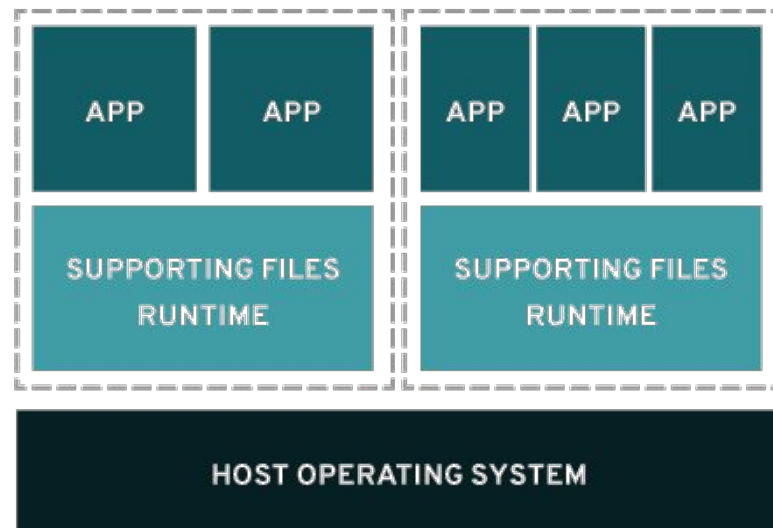 APP APP APP APP APP
SUPPORTING FILES SUPPORTING FILES
RUNTIME RUNTIME
HOST OPERATING SYSTEM